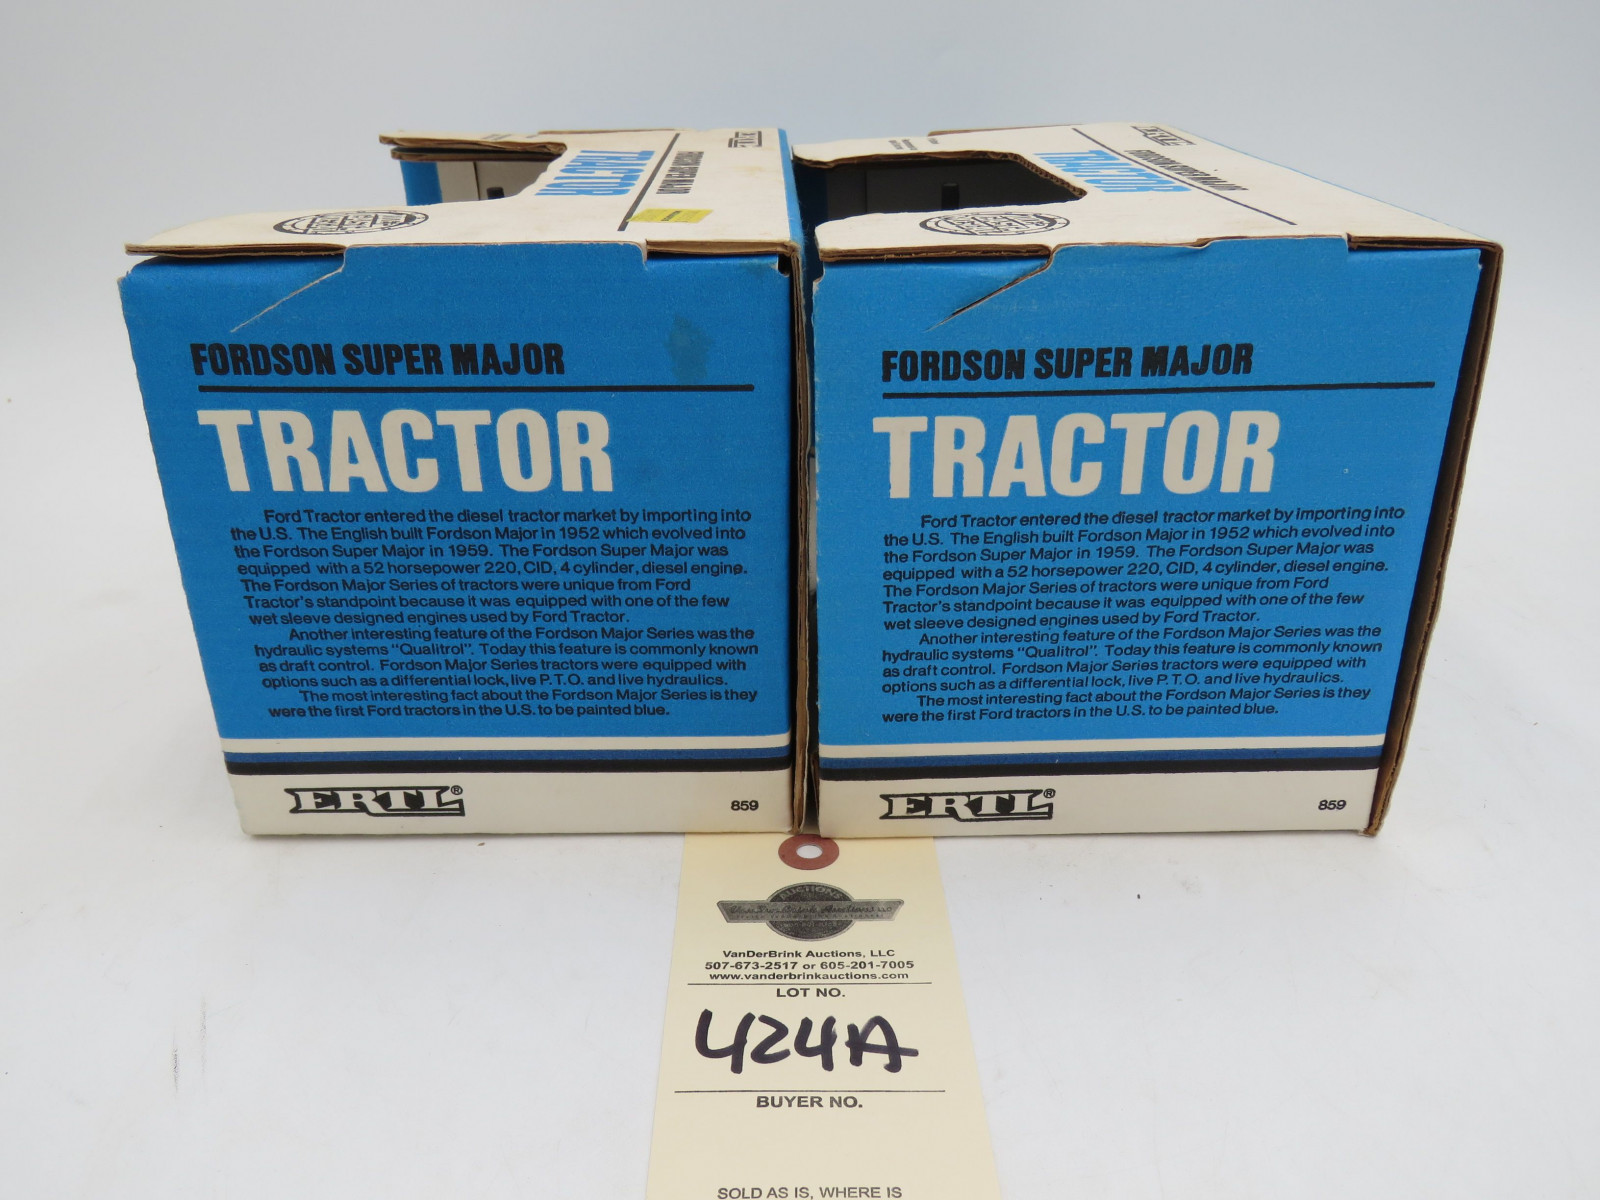 TRACTOR
FORDSON SUPER MAJOR
ERTL
TRACTOR
FORDSON SUPER MAJOR
FORDSON SUPER MAJOR
TRACTOR
Ford Tractor entered the diesel tractor market by importing into
the U.S. The English built Fordson Major in 1952 which evolved into
the Fordson Super Major in 1959. The Fordson Super Major was
equipped with a 52 horsepower 220, CID, 4 cylinder, diesel engine.
The Fordson Major Series of tractors were unique from Ford
Tractor's standpoint because it was equipped with one of the few
wet sleeve designed engines used by Ford Tractor.
Another interesting feature of the Fordson Major Series was the
hydraulic systems "Qualitrol". Today this feature is commonly known
as draft control. Fordson Major Series tractors were equipped with
options such as a differential lock, live P.T.O. and live hydraulics.
The most interesting fact about the Fordson Major Series is they
were the first Ford tractors in the U.S. to be painted blue.
ERTL®
859
FORDSON SUPER MAJOR
TRACTOR
Ford Tractor entered the diesel tractor market by importing into
the U.S. The English built Fordson Major in 1952 which evolved into
the Fordson Super Major in 1959. The Fordson Super Major was
equipped with a 52 horsepower 220, CID, 4 cylinder, diesel engine.
The Fordson Major Series of tractors were unique from Ford
Tractor's standpoint because it was equipped with one of the few
wet sleeve designed engines used by Ford Tractor.
Another interesting feature of the Fordson Major Series was the
hydraulic systems "Qualitrol". Today this feature is commonly known
as draft control. Fordson Major Series tractors were equipped with
options such as a differential lock, live P.T.O. and live hydraulics.
The most interesting fact about the Fordson Major Series is they
were the first Ford tractors in the U.S. to be painted blue.
ERTL®
859
AUCTIONS
VanDerBrink Auctions LLC
VanDerBrink Auctions, LLC
507-673-2517 or 605-201-7005
www.vanderbrinkauctions.com
LOT NO.
424A
BUYER NO.
SOLD AS IS, WHERE IS